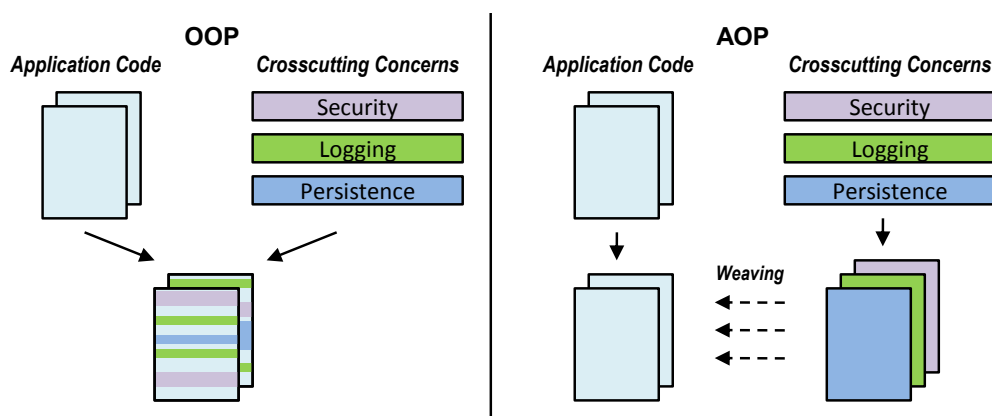 OOP
Application Code
Crosscutting Concerns
Security
Logging
Persistence
AOP
Application Code
Crosscutting Concerns
Security
Logging
Persistence
Weaving